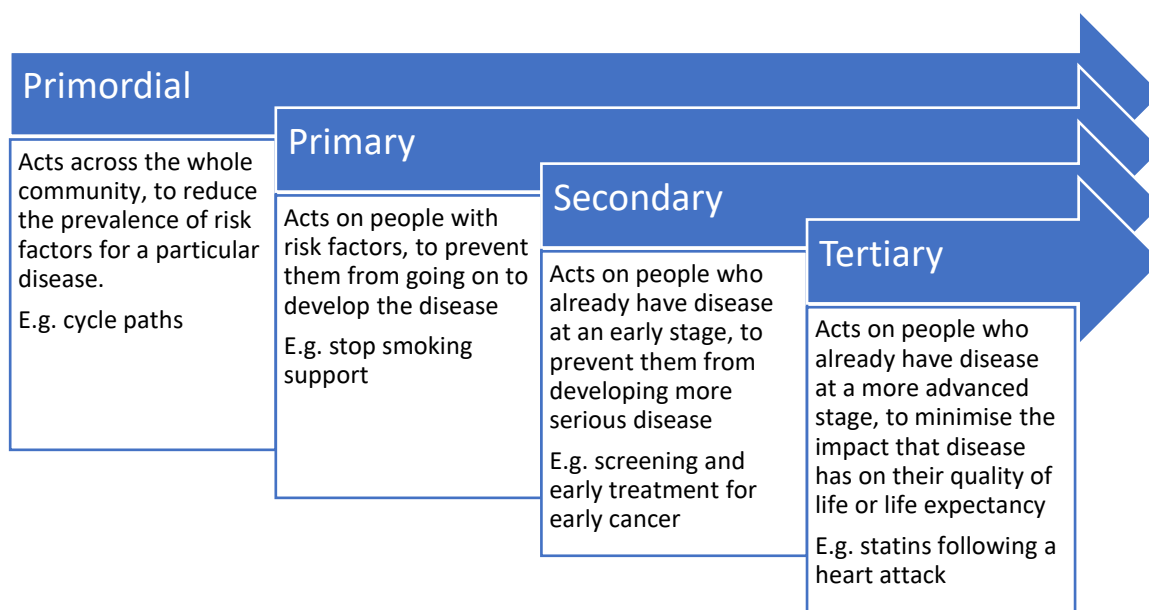 Primordial
Acts across the whole
community, to reduce
the prevalence of risk
factors for a particular
disease.
E.g. cycle paths
Primary
Acts on people with
risk factors, to prevent
them from going on to
develop the disease
E.g. stop smoking
support
Secondary
Acts on people who
already have disease
at an early stage, to
prevent them from
developing more
serious disease
E.g. screening and
early treatment for
early cancer
Tertiary
Acts on people who
already have disease
at a more advanced
stage, to minimise the
impact that disease
has on their quality of
life or life expectancy
E.g. statins following a
heart attack